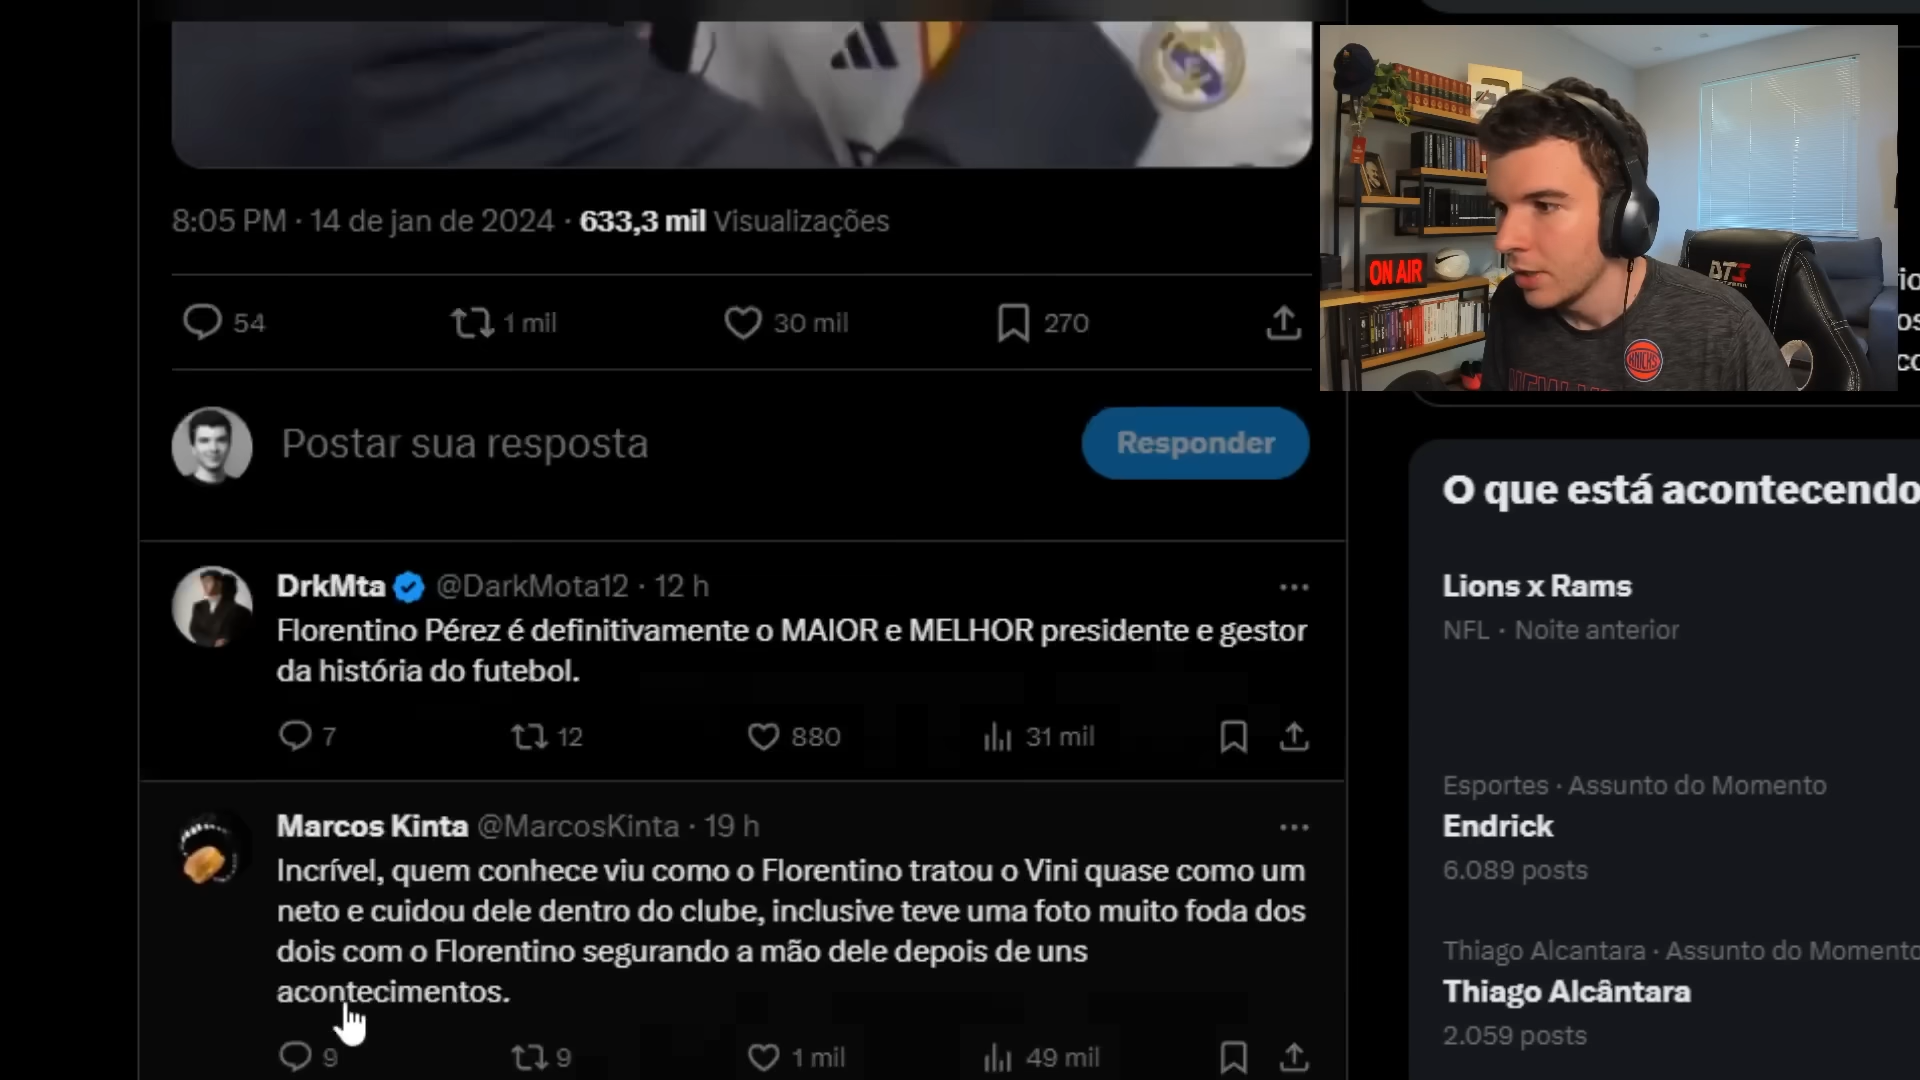 8:05 PM · 14 de jan de 2024 · 633,3 mil Visualizações
54
1 mil
30 mil
270
Postar sua resposta
Responder
DrkMta @DarkMota12 · 12 h
Florentino Pérez é definitivamente o MAIOR e MELHOR presidente e gestor
da história do futebol.
7
12
880
31 mil
Marcos Kinta @MarcosKinta · 19 h
Incrível, quem conhece viu como o Florentino tratou o Vini quase como um
neto e cuidou dele dentro do clube, inclusive teve uma foto muito foda dos
dois com o Florentino segurando a mão dele depois de uns
acontecimentos.
9
9
1 mil
49 mil
ON AIR
KNICKS
O que está acontecendo
Lions x Rams
NFL · Noite anterior
Esportes · Assunto do Momento
Endrick
6.089 posts
Thiago Alcantara · Assunto do Momento
Thiago Alcântara
2.059 posts